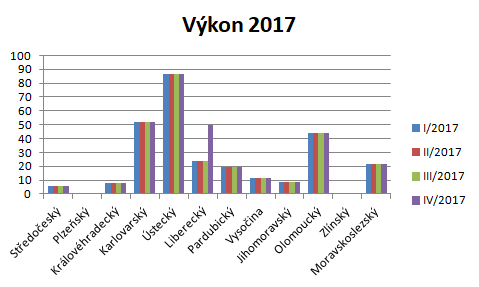 Výkon 2017
100
90
80
70
60
50
40
30
20
10
0
Středočeský
Plzeňský
Královéhradecký
Karlovarský
Ústecký
Liberecký
Pardubický
Vysočina
Jihomoravský
Olomoucký
Zlínský
Moravskoslezský
I/2017
II/2017
III/2017
IV/2017